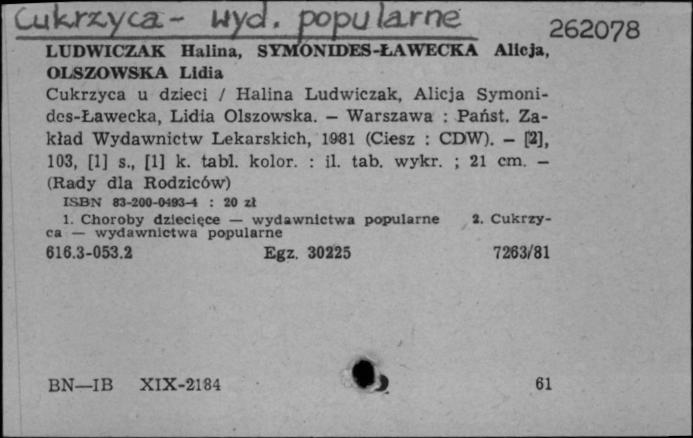 Cukrzyca - wyd. popularne
262078
LUDWICZAK Halina, SYMONIDES-ŁAWECKA Alicja,
OLSZOWSKA Lidia
Cukrzyca u dzieci / Halina Ludwiczak, Alicja Symoni-
des-Ławecka, Lidia Olszowska. — Warszawa : Państ. Za-
kład Wydawnictw Lekarskich, 1981 (Ciesz : CDW). — [2],
103, [1] s., [1] k. tabl. kolor. : il. tab. wykr. ; 21 cm. —
(Rady dla Rodziców)
ISBN 83-200-0493-4 : 20 zł
1. Choroby dziecięce — wydawnictwa popularne 2. Cukrzy-
ca — wydawnictwa popularne
616.3-053.2 Egz. 30225 7263/81
BN—IB XIX-2184 61